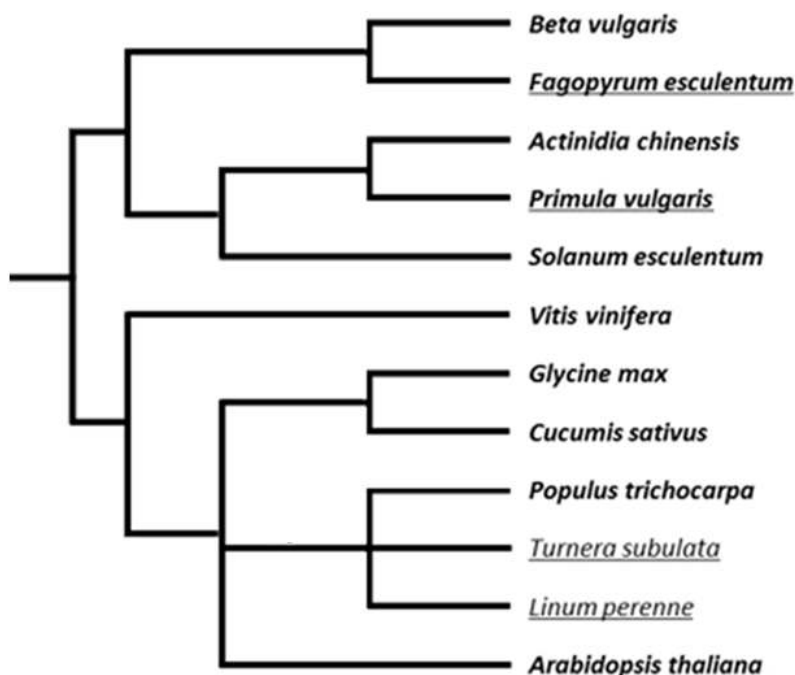 Beta vulgaris
Fagopyrum esculentum
Actinidia chinensis
Primula vulgaris
Solanum esculentum
Vitis vinifera
Glycine max
Cucumis sativus
Populus trichocarpa
Turnera subulata
Linum perenne
Arabidopsis thaliana